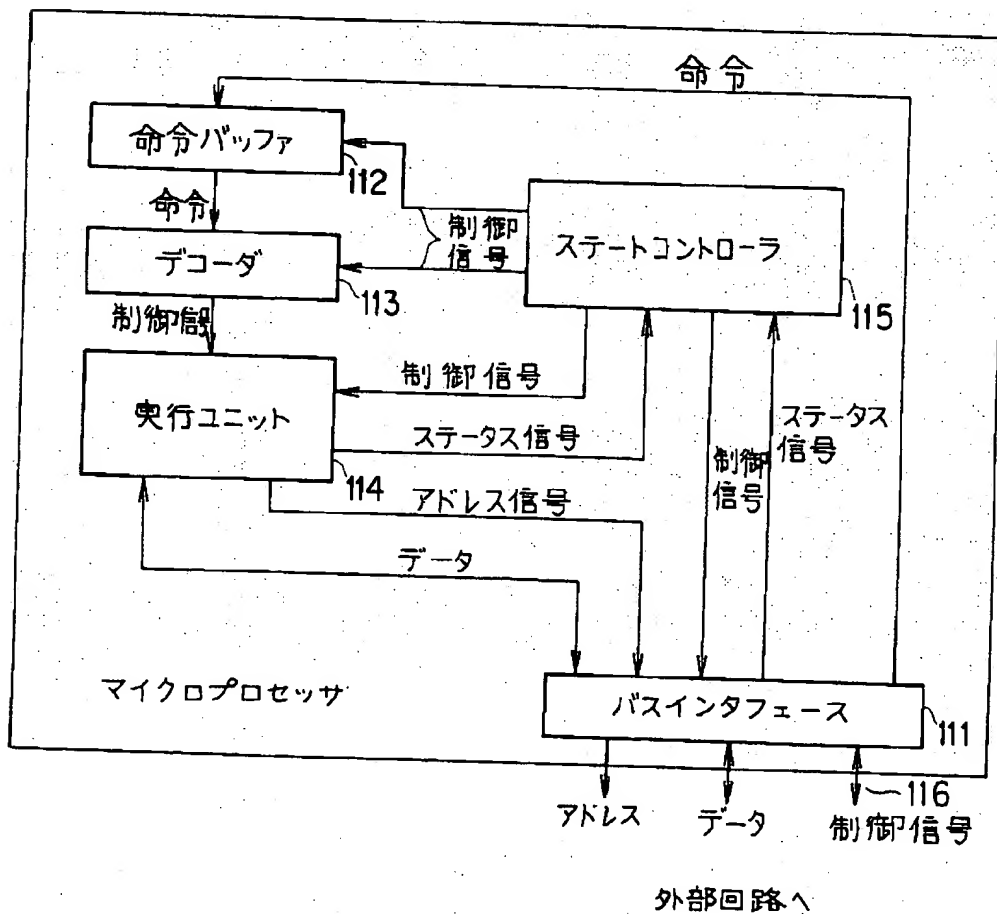 命令
命令バッファ
112
命令
制御
信号
ステートコントローラ
115
デコーダ
113
制御信号
制御信号
実行ユニット
114
ステータス信号
ステータス
信号
制御
信号
アドレス信号
データ
マイクロプロセッサ
バスインタフェース
111
116
アドレス
データ
制御信号
外部回路へ